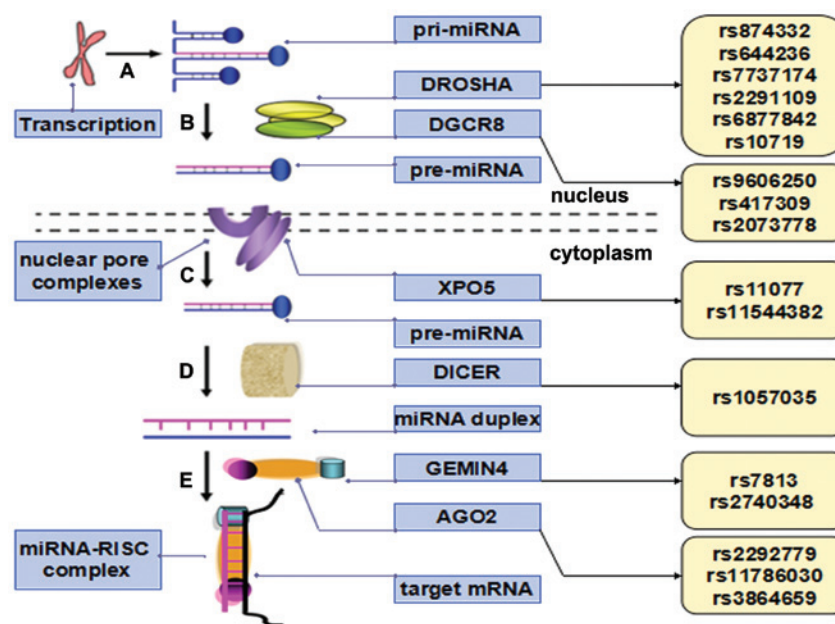 pri-miRNA
A
Transcription
DROSHA
B
DGCR8
pre-miRNA
rs874332
rs644236
rs7737174
rs2291109
rs6877842
rs10719
nucleus
rs9606250
rs417309
rs2073778
cytoplasm
nuclear pore
complexes
C
XPO5
rs11077
rs11544382
pre-miRNA
D
DICER
rs1057035
miRNA duplex
E
GEMIN4
rs7813
rs2740348
AGO2
miRNA-RISC
complex
target mRNA
rs2292779
rs11786030
rs3864659